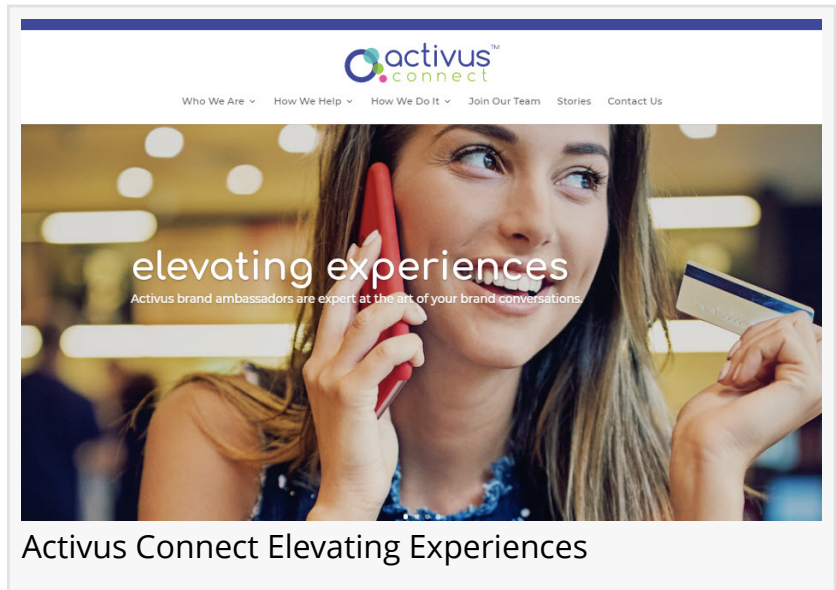 activus™
connect
Who We Are How We Help How We Do It Join Our Team Stories Contact Us
elevating experiences
Activus brand ambassadors are expert at the art of your brand conversations.
Activus Connect Elevating Experiences